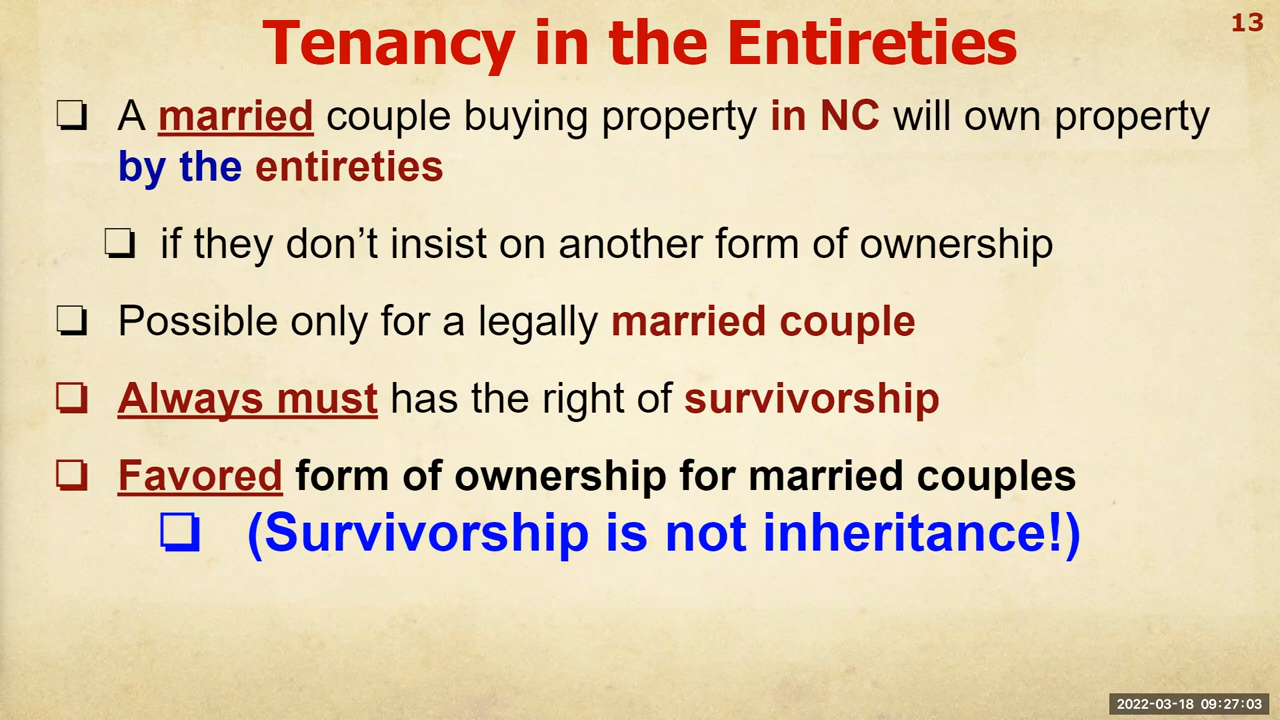 Tenancy in the Entireties
13
❏ A married couple buying property in NC will own property
by the entireties
❏ if they don’t insist on another form of ownership
❏ Possible only for a legally married couple
❏ Always must has the right of survivorship
❏ Favored form of ownership for married couples
❏ (Survivorship is not inheritance!)
2022-03-18 09:27:03